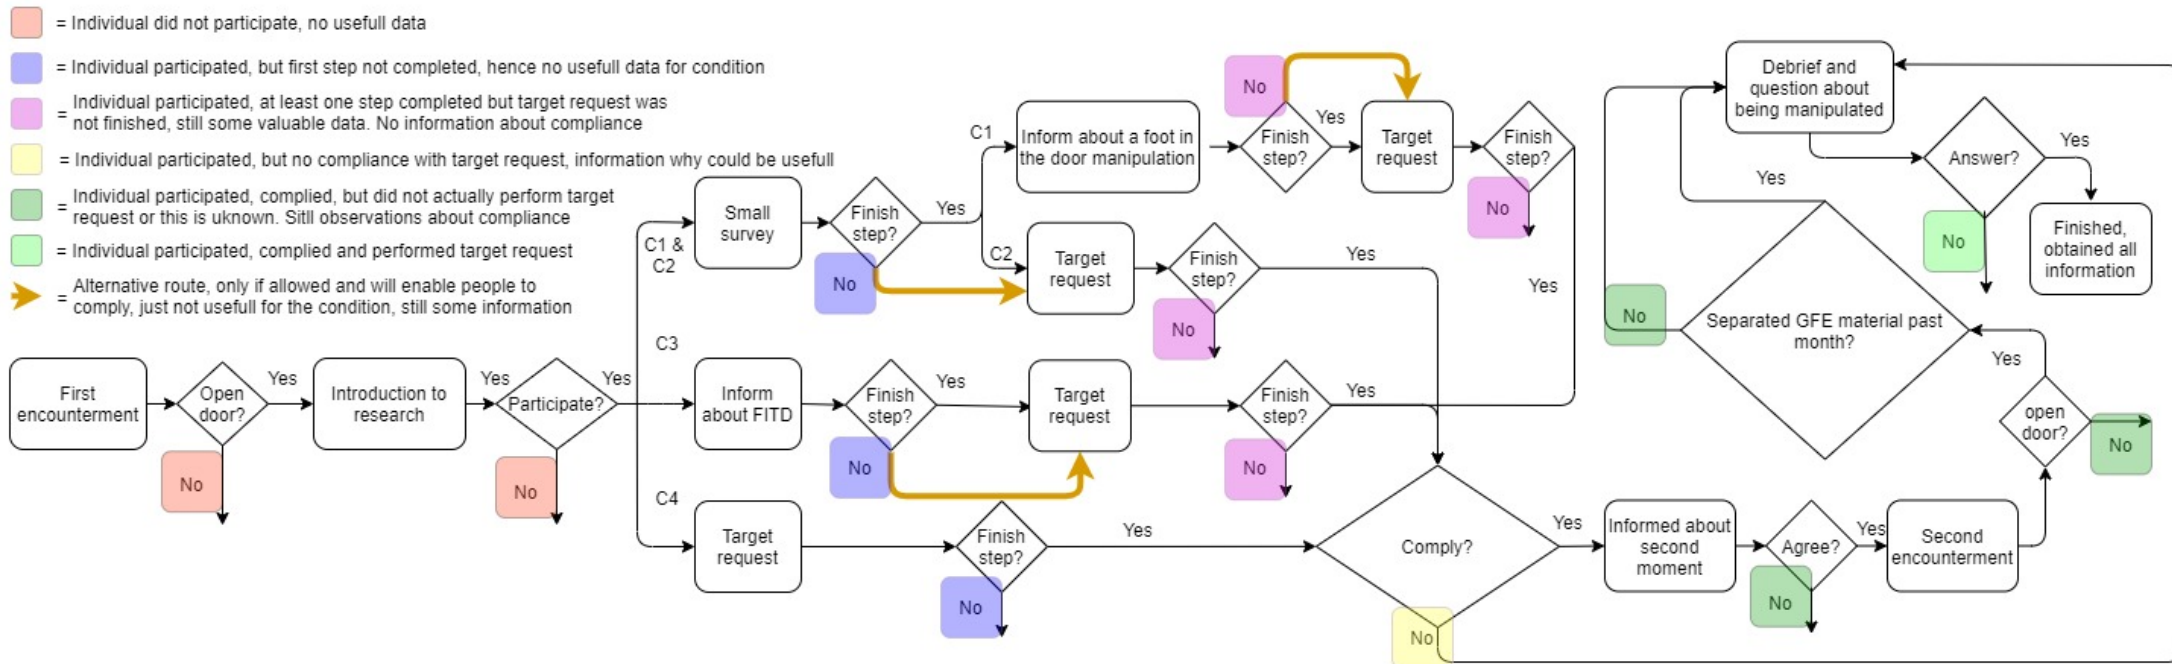 = Individual did not participate, no usefull data
= Individual participated, but first step not completed, hence no usefull data for condition
= Individual participated, at least one step completed but target request was
not finished, still some valuable data. No information about compliance
= Individual participated, but no compliance with target request, information why could be usefull
= Individual participated, complied, but did not actually perform target
request or this is uknown. Sitll observations about compliance
= Individual participated, complied and performed target request
= Alternative route, only if allowed and will enable people to
comply, just not usefull for the condition, still some information
First
encounterment
Open
door?
Yes
No
Introduction to
research
Yes
Participate?
Yes
No
C1 &
C2
Small
survey
Finish
step?
Yes
No
C1
Inform about a foot in
the door manipulation
No
Finish
step?
Yes
Target
request
Finish
step?
No
Yes
C2
Target
request
Finish
step?
Yes
No
C3
Inform
about FITD
Finish
step?
Yes
No
Target
request
Finish
step?
Yes
No
C4
Target
request
Finish
step?
Yes
No
Comply?
Yes
No
Informed about
second
moment
Agree?
Yes
No
Second
encounterment
open
door?
Yes
No
Separated GFE material past
month?
Yes
No
Debrief and
question about
being manipulated
Answer?
Yes
No
Finished,
obtained all
information